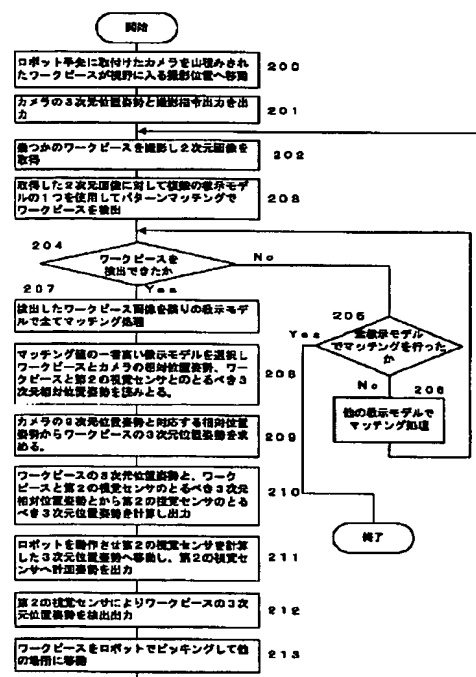 開始
ロボット手先に取付けたカメラを山積みされ
たワークピースが視野に入る撮影位置へ移動
200
カメラの3次元位置姿勢と撮影指令出力を出
力
201
幾つかのワークピースを撮影し2次元画像を
取得
202
取得した2次元画像に対して複数の教示モデ
ルの1つを使用してパターンマッチングで
ワークピースを検出
203
204
ワークピースを
検出できたか
No
Yes
207
検出したワークピース画像を残りの教示モデ
ルで全てマッチング処理
205
全教示モデル
でマッチングを行った
か
Yes
No
206
他の教示モデルで
マッチング処理
マッチング値の一番高い教示モデルを選択し
ワークピースとカメラの相対位置姿勢、ワー
クピースと第2の視覚センサとのとるべき3
次元相対位置姿勢を読みとる。
208
カメラの3次元位置姿勢と対応する相対位置
姿勢からワークピースの3次元位置姿勢を求
める。
209
ワークピースの3次元位置姿勢と、ワーク
ピースと第2の視覚センサのとるべき3次元
相対位置姿勢とから第2の視覚センサのとる
べき3次元位置姿勢を計算し出力
210
終了
ロボットを動作させ第2の視覚センサを計算
した3次元位置姿勢へ移動し、第2の視覚セ
ンサへ計測姿勢を出力
211
第2の視覚センサによりワークピースの3次
元位置姿勢を検出出力
212
ワークピースをロボットでピッキングして他
の場所に移動
213